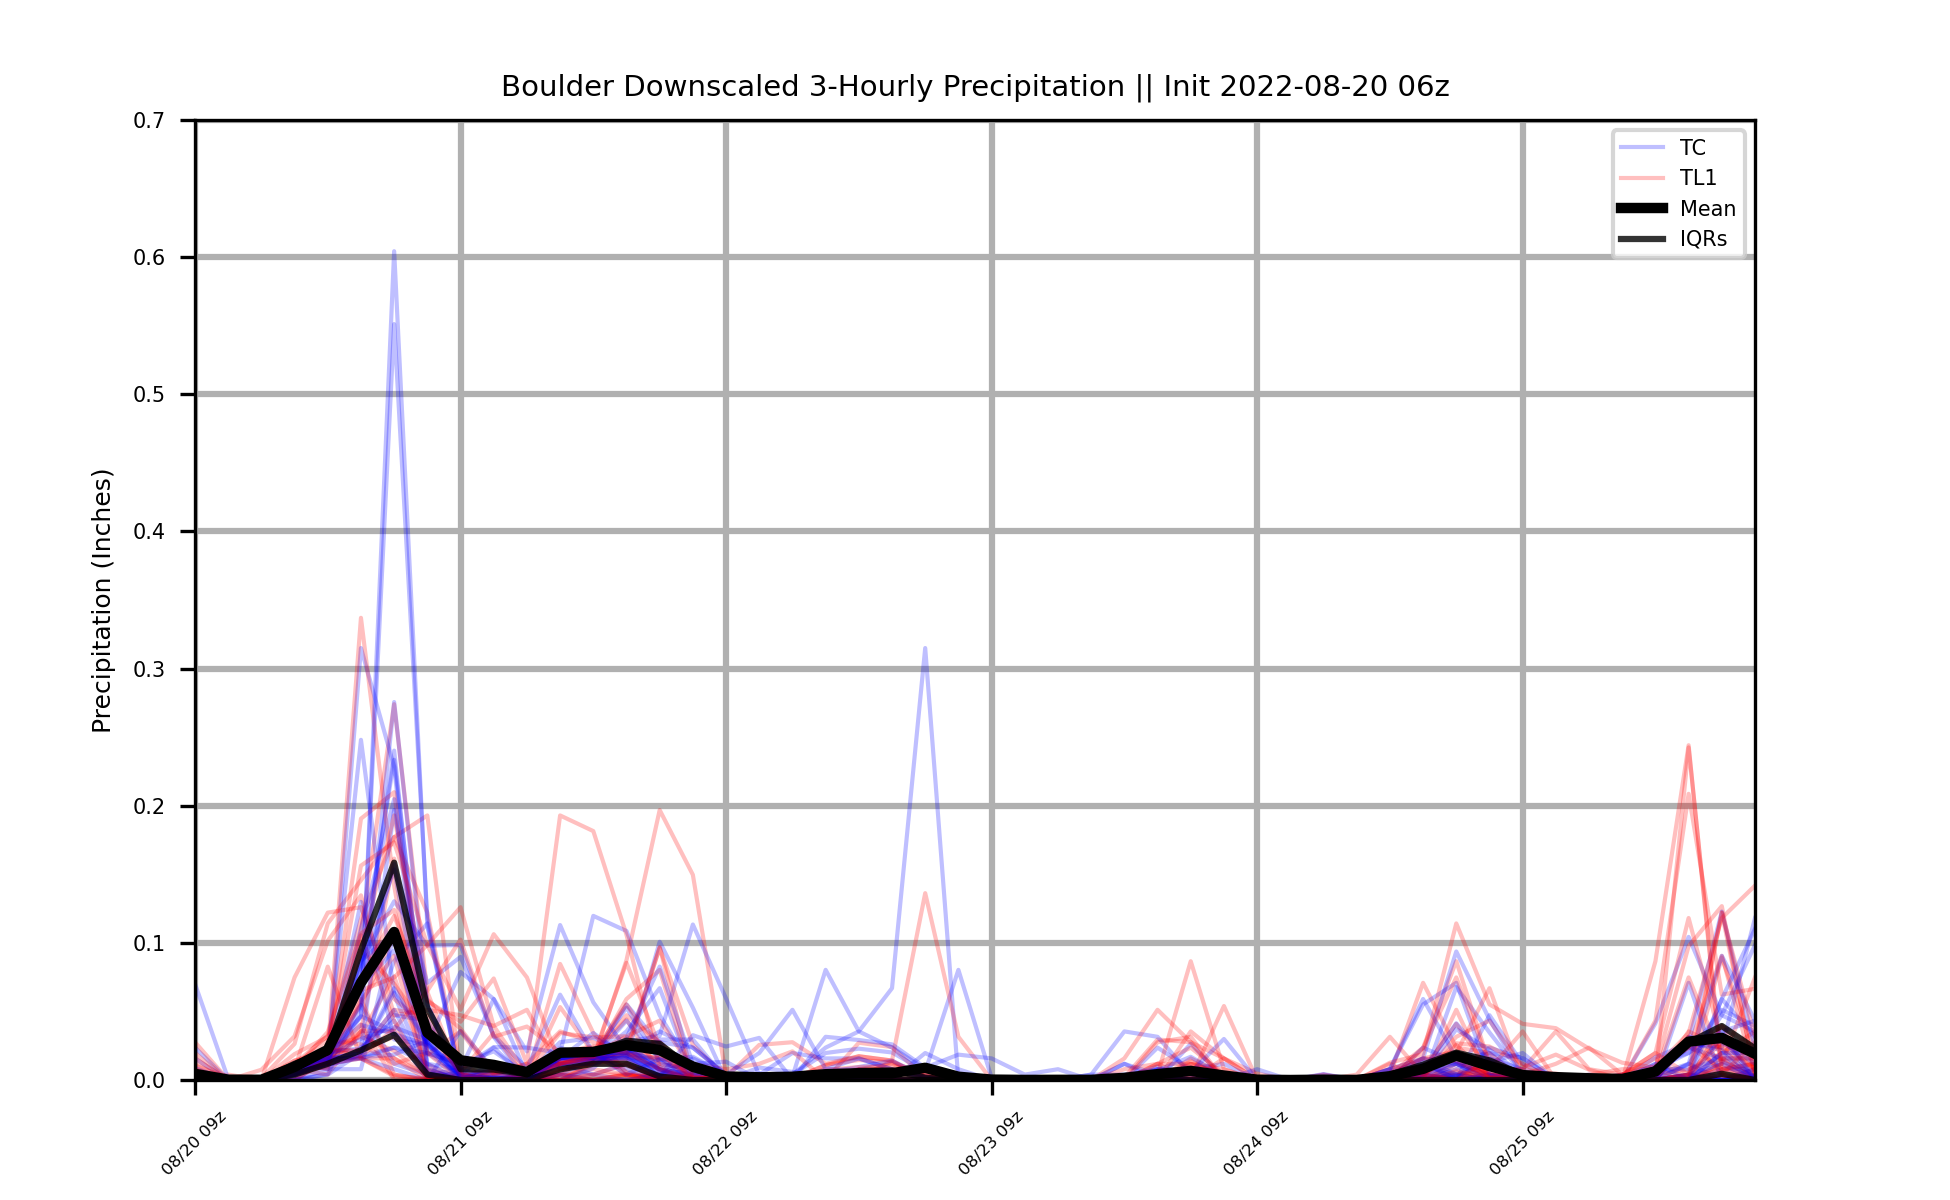 Boulder Downscaled 3-Hourly Precipitation || Init 2022-08-20 06z
Precipitation (Inches)
0.7
0.6
0.5
0.4
0.3
0.2
0.1
0.0
TC
TL1
Mean
IQRs
08/20 09z
08/21 09z
08/22 09z
08/23 09z
08/24 09z
08/25 09z